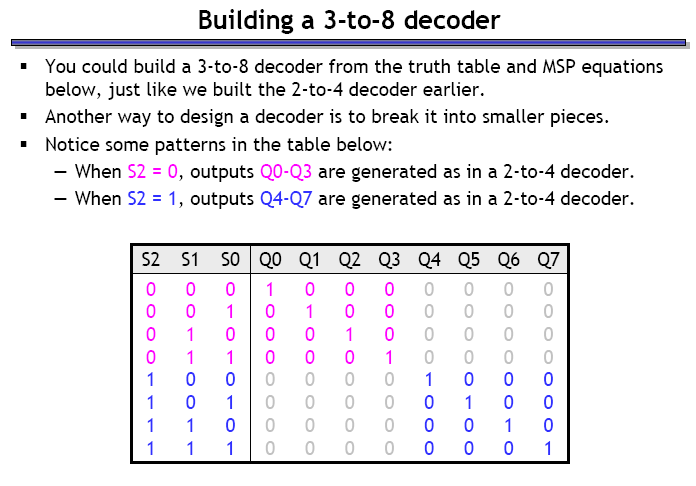 Building a 3-to-8 decoder
▪ You could build a 3-to-8 decoder from the truth table and MSP equations
below, just like we built the 2-to-4 decoder earlier.
▪ Another way to design a decoder is to break it into smaller pieces.
▪ Notice some patterns in the table below:
— When S2 = 0, outputs Q0-Q3 are generated as in a 2-to-4 decoder.
— When S2 = 1, outputs Q4-Q7 are generated as in a 2-to-4 decoder.
S2 S1 S0 Q0 Q1 Q2 Q3 Q4 Q5 Q6 Q7
0 0 0 1 0 0 0 0 0 0 0
0 0 1 0 1 0 0 0 0 0 0
0 1 0 0 0 1 0 0 0 0 0
0 1 1 0 0 0 1 0 0 0 0
1 0 0 0 0 0 0 1 0 0 0
1 0 1 0 0 0 0 0 1 0 0
1 1 0 0 0 0 0 0 0 1 0
1 1 1 0 0 0 0 0 0 0 1